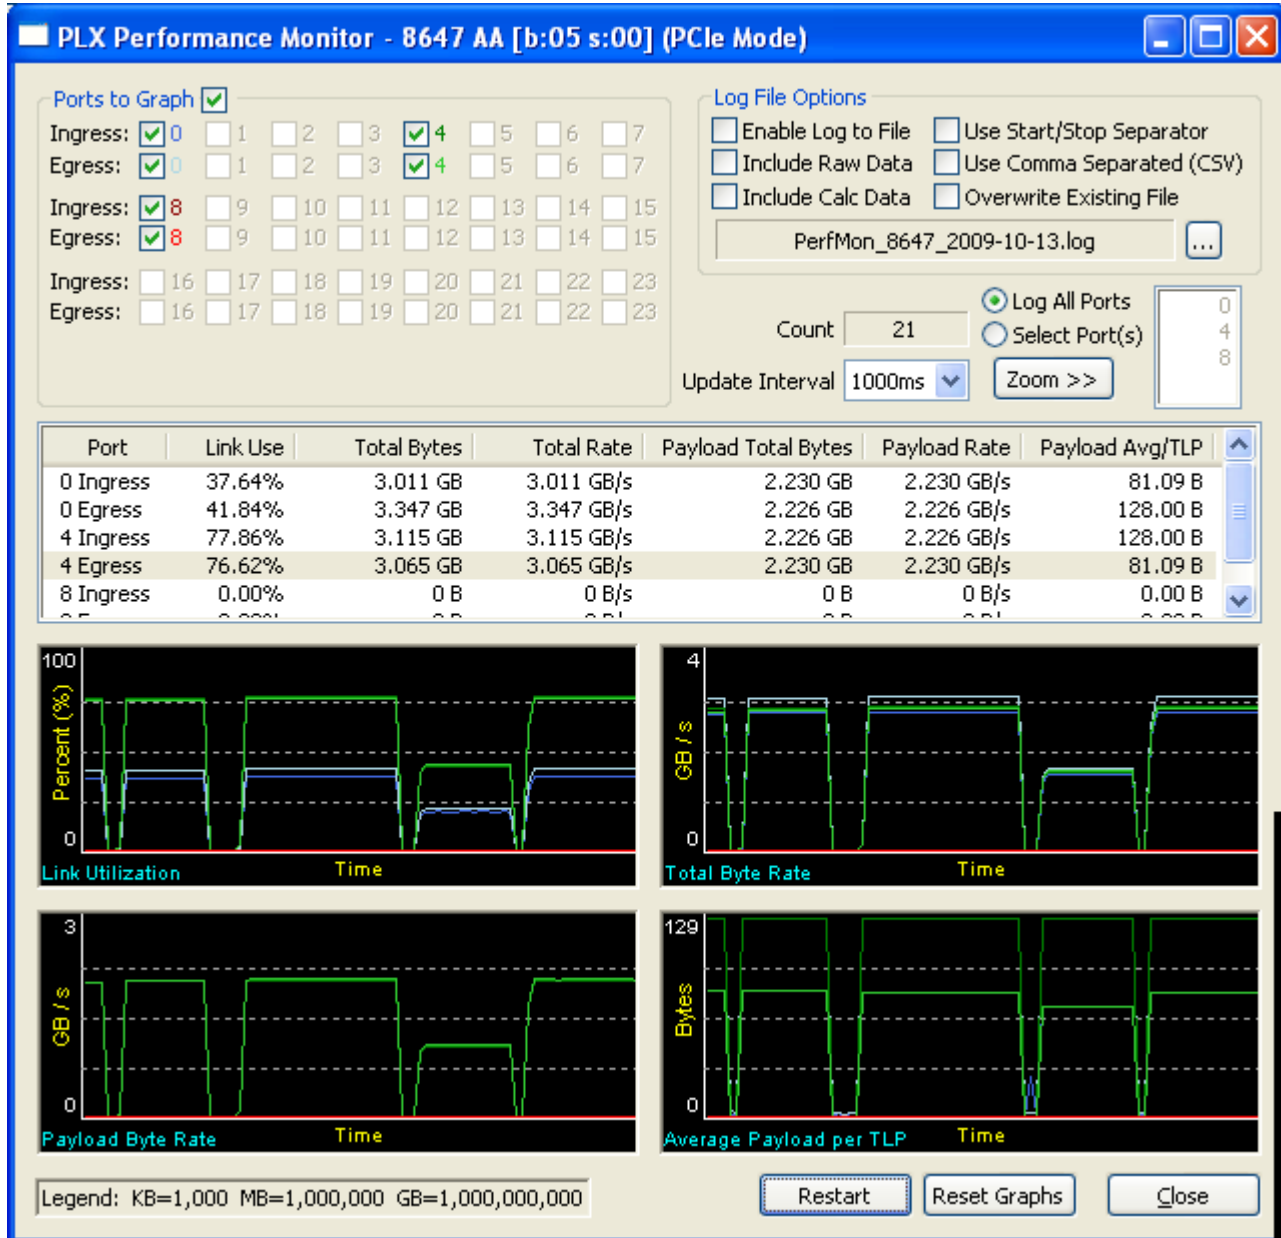 PLX Performance Monitor - 8647 AA [b:05 s:00] (PCIe Mode)
Ports to Graph
Ingress: 0 1 2 3 4 5 6 7
Egress: 0 1 2 3 4 5 6 7
Ingress: 8 9 10 11 12 13 14 15
Egress: 8 9 10 11 12 13 14 15
Ingress: 16 17 18 19 20 21 22 23
Egress: 16 17 18 19 20 21 22 23
Log File Options
Enable Log to File Use Start/Stop Separator
Include Raw Data Use Comma Separated (CSV)
Include Calc Data Overwrite Existing File
PerfMon_8647_2009-10-13.log ...
Count 21
Log All Ports
Select Port(s)
0
4
8
Update Interval 1000ms Zoom >>
Port Link Use Total Bytes Total Rate Payload Total Bytes Payload Rate Payload Avg/TLP
0 Ingress 37.64% 3.011 GB 3.011 GB/s 2.230 GB 2.230 GB/s 81.09 B
0 Egress 41.84% 3.347 GB 3.347 GB/s 2.226 GB 2.226 GB/s 128.00 B
4 Ingress 77.86% 3.115 GB 3.115 GB/s 2.226 GB 2.226 GB/s 128.00 B
4 Egress 76.62% 3.065 GB 3.065 GB/s 2.230 GB 2.230 GB/s 81.09 B
8 Ingress 0.00% 0 B 0 B/s 0 B 0 B/s 0.00 B
100
Percent (%)
0
Time
Link Utilization
4
GB / s
0
Time
Total Byte Rate
3
GB / s
0
Time
Payload Byte Rate
129
Bytes
0
Time
Average Payload per TLP
Legend: KB=1,000 MB=1,000,000 GB=1,000,000,000
Restart Reset Graphs Close